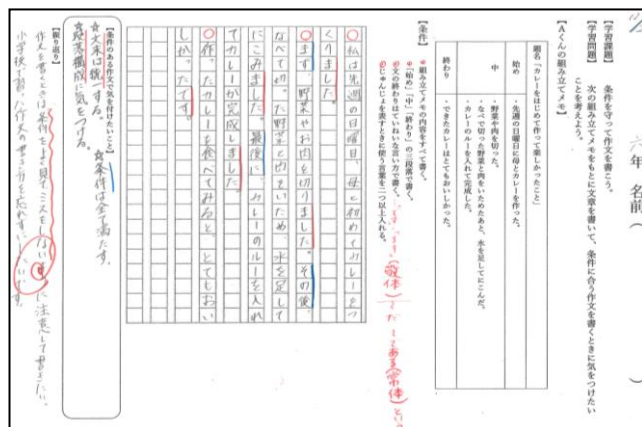 六年 名前（
【学習課題】　条件を守って作文を書こう。
【学習問題】　次の組み立てメモをもとに文章を書いて、条件に合う作文を書くときに気をつけたい
ことを考えよう。
【Ａくんの組み立てメモ】
題名「カレーをはじめて作って楽しかったこと」
始め
・先週の日曜日に母とカレーを作った。
中
・野菜や肉を切った。
・なべで切った野菜と肉をいためたあと、水を足してにこんだ。
・カレーのルーを入れて完成した。
終わり
・できたカレーはとてもおいしかった。
【条件】
組み立てメモの内容をすべて書く。
「始め」「中」「終わり」の三段落で書く。
文の終わりはていねいな言い方で書く。
じゅんじょを表すときに使う言葉を二つ以上入れる。
私は先週の日曜日、母と初めてカレーをつ
くりました。
まず、野菜やお肉を切りました。その後、
なべで切った野菜と肉をいため、水を足して
にこみました。最後に、カレーのルーを入れ
てカレーが完成しました。
作ったカレーを食べてみると、とてもおい
しかったです。
【条件のある作文で気を付けたいこと】
☆文末は統一する。　☆条件は全て満たす。
☆段落構成に気をつける。
【振り返り】
作文を書くときは条件をよく見て、ミスをしないように注意して書きたい。
小学校で習った作文の書き方を忘れずにしたいです。